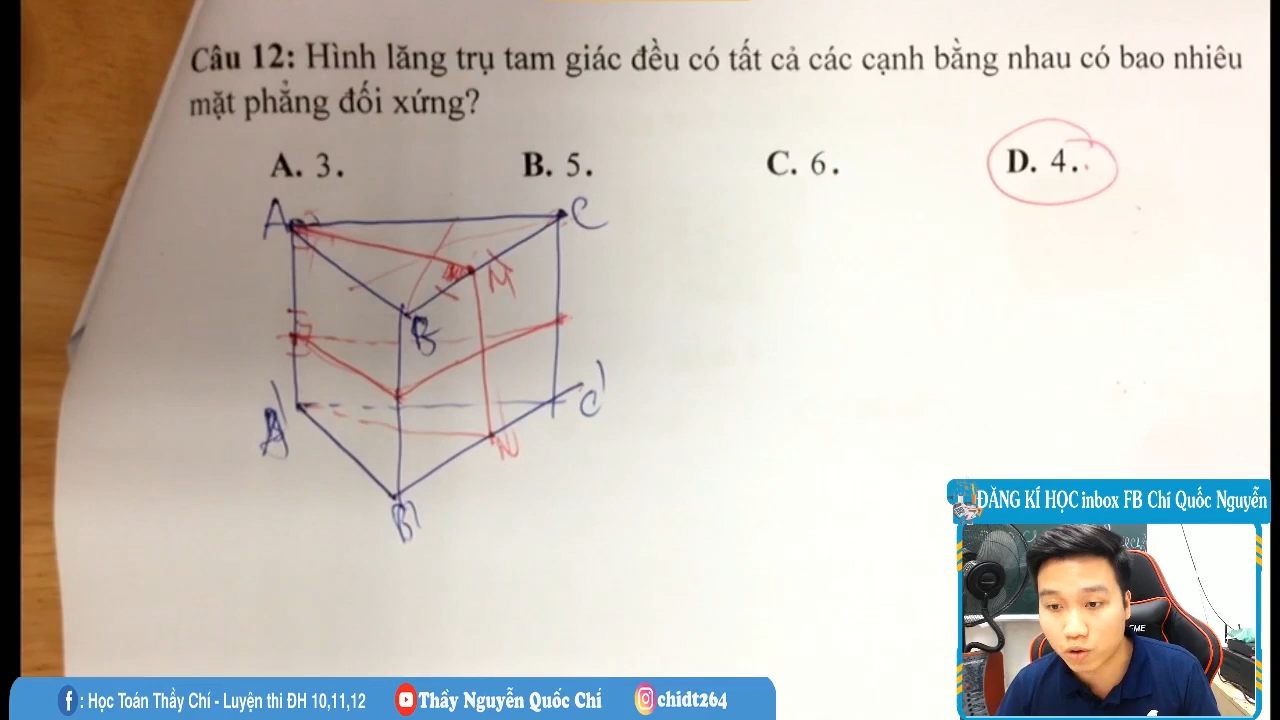 Câu 12: Hình lăng trụ tam giác đều có tất cả các cạnh bằng nhau có bao nhiêu
mặt phẳng đối xứng?
A. 3. B. 5. C. 6. D. 4.
A C
M
B
A' C'
N
B'
ĐĂNG KÍ HỌC inbox FB Chí Quốc Nguyễn
: Học Toán Thầy Chí - Luyện thi ĐH 10,11,12 Thầy Nguyễn Quốc Chí chidt264